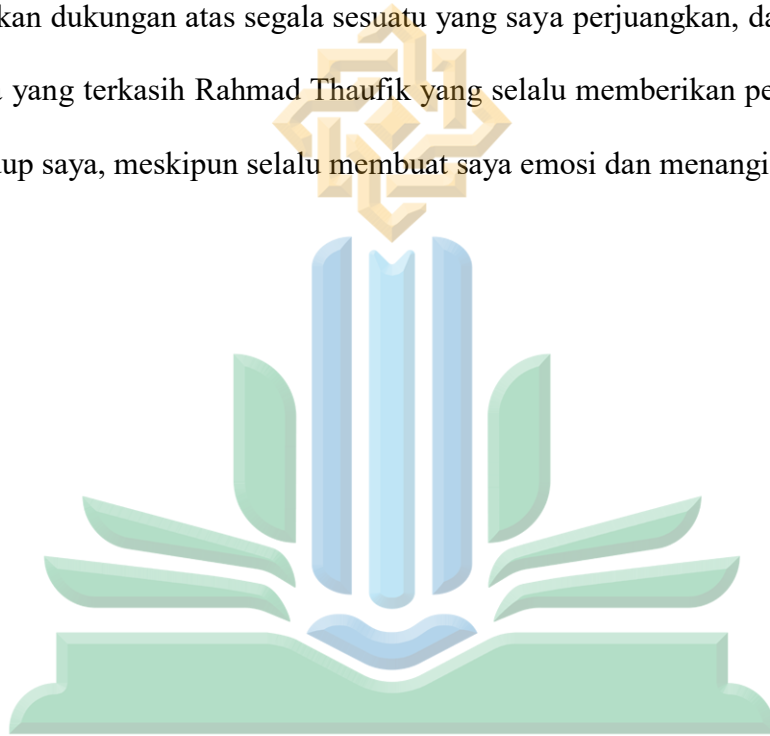 kan dukungan atas segala sesuatu yang saya perjuangkan, da
yang terkasih Rahmad Thaufik yang selalu memberikan pe
up saya, meskipun selalu membuat saya emosi dan menangi